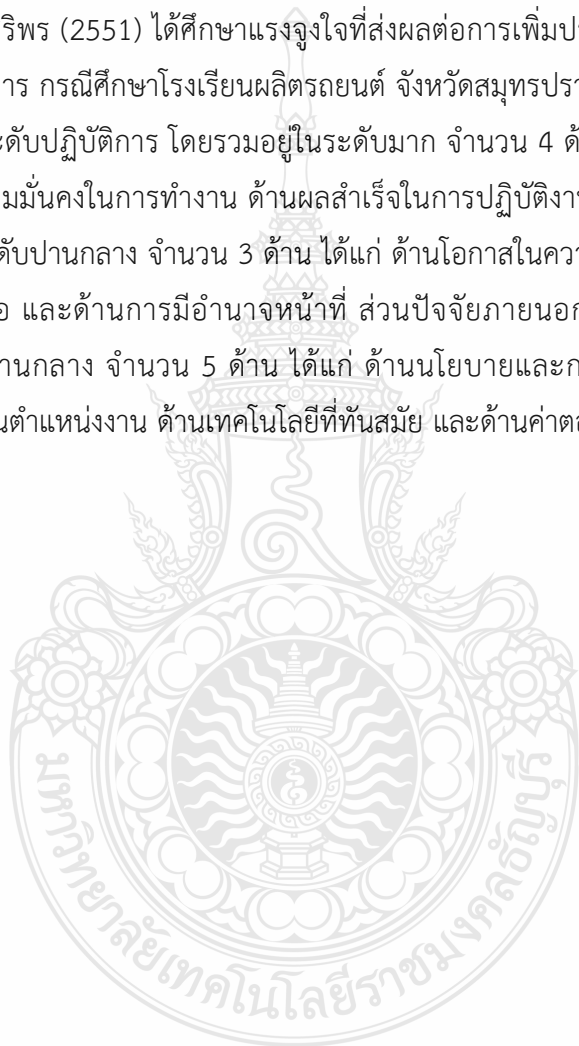 ริพร (2551) ได้ศึกษาแรงจูงใจที่ส่งผลต่อการเพิ่มป
าร กรณีศึกษาโรงเรียนผลิตรถยนต์ จังหวัดสมุทรปรา
ะดับปฏิบัติการ โดยรวมอยู่ในระดับมาก จำนวน 4 ด้
มมั่นคงในการทำงาน ด้านผลสำเร็จในการปฏิบัติงา
ดับปานกลาง จำนวน 3 ด้าน ได้แก่ ด้านโอกาสในควา
อ และด้านการมีอำนาจหน้าที่ ส่วนปัจจัยภายนอก
านกลาง จำนวน 5 ด้าน ได้แก่ ด้านนโยบายและก
นตำแหน่งงาน ด้านเทคโนโลยีที่ทันสมัย และด้านค่าตอ
มหาวิทยาลัยเทคโนโลยีราชมงคลธัญบุรี